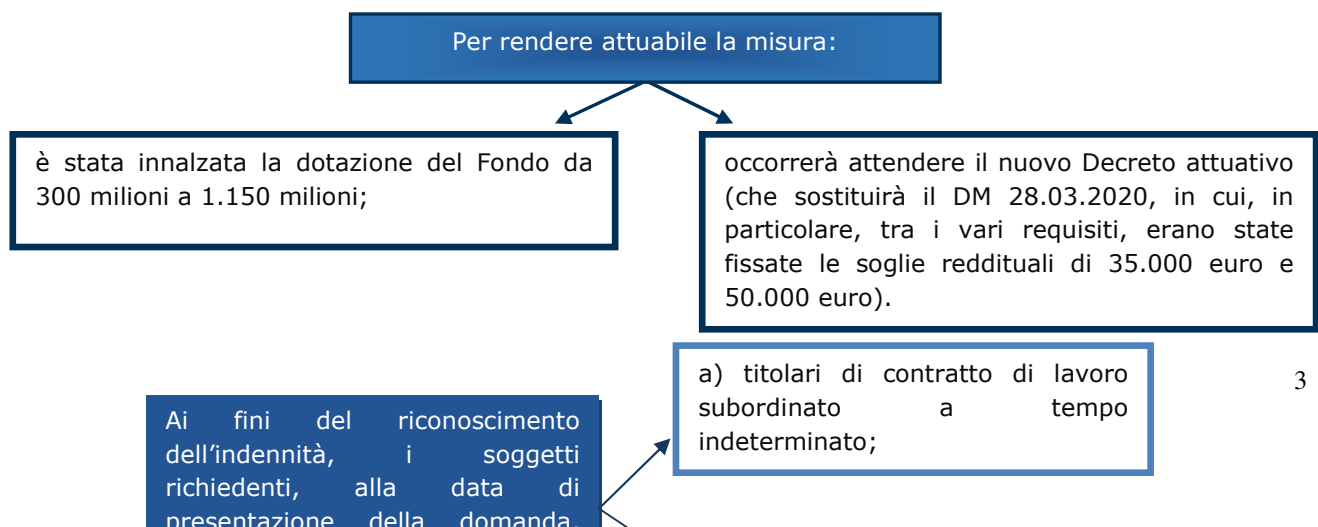 Per rendere attuabile la misura:
è stata innalzata la dotazione del Fondo da
300 milioni a 1.150 milioni;
occorrerà attendere il nuovo Decreto attuativo
(che sostituirà il DM 28.03.2020, in cui, in
particolare, tra i vari requisiti, erano state
fissate le soglie reddituali di 35.000 euro e
50.000 euro).
a) titolari di contratto di lavoro
subordinato a tempo
indeterminato;
3
Ai fini del riconoscimento
dell'indennità, i soggetti
richiedenti, alla data di
presentazione della domanda,